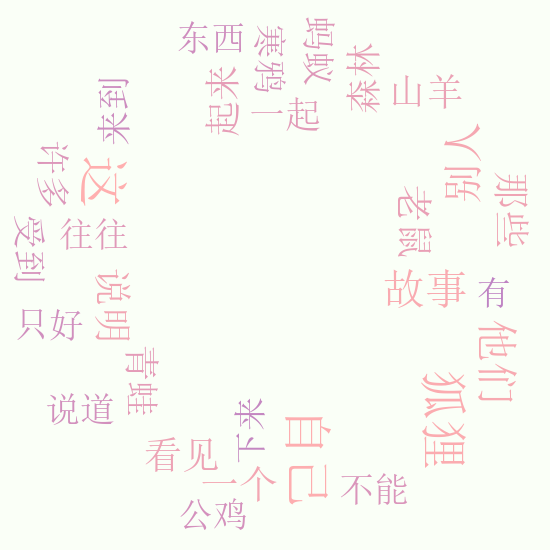 东西
寒鸦
蚂蚁
森林
起来
一起
山羊
来到
丫头
许多
这
那些
老鼠
受到
往往
故事
有
说明
只好
他们
青蛙
狐狸
说道
下来
自己
看见
一个
不能
公鸡